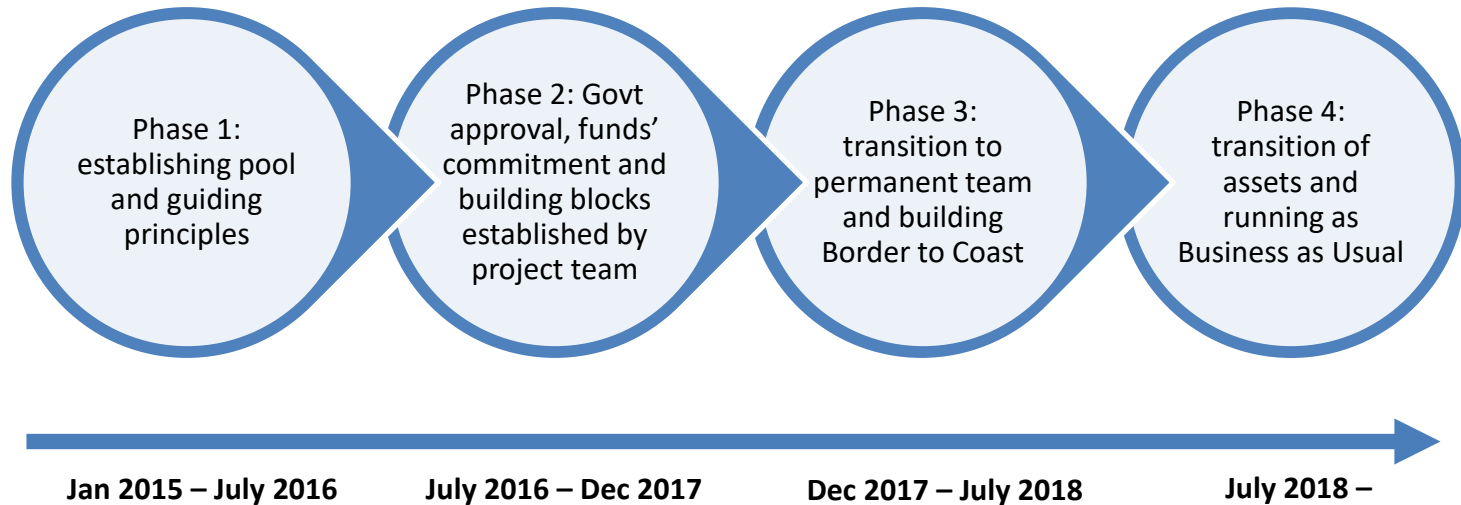 Phase 1:
establishing pool
and guiding
principles
Phase 2: Govt
approval, funds’
commitment and
building blocks
established by
project team
Phase 3:
transition to
permanent team
and building
Border to Coast
Phase 4:
transition of
assets and
running as
Business as Usual
Jan 2015 – July 2016
July 2016 – Dec 2017
Dec 2017 – July 2018
July 2018 –